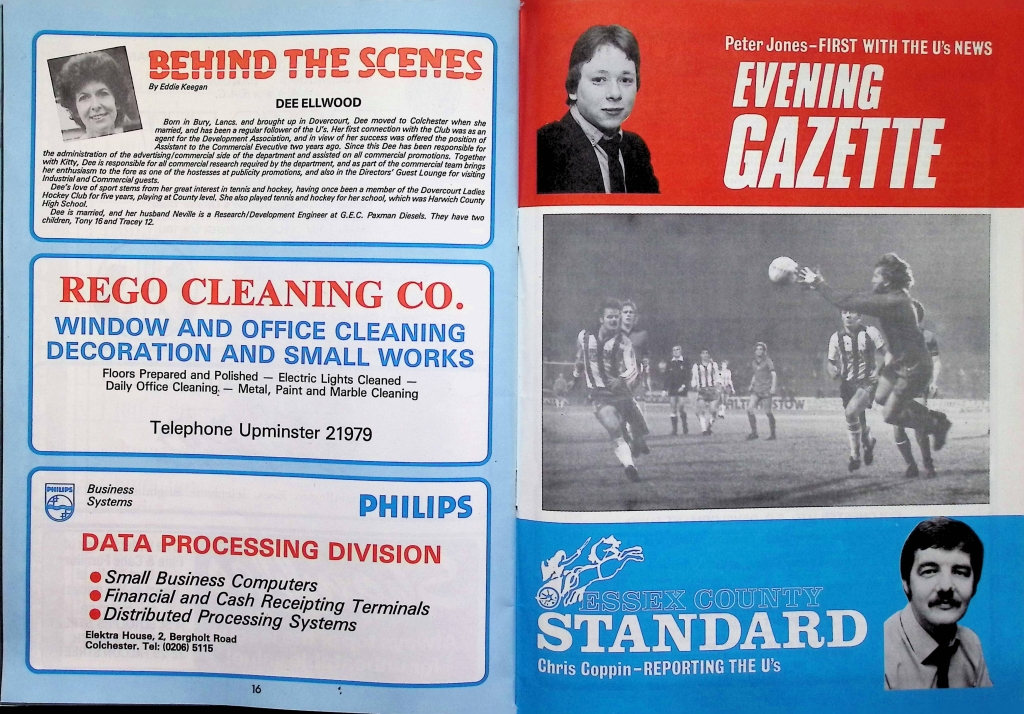 BEHIND THE SCENES
By Eddie Keegan
DEE ELLWOOD
Born in Bury, Lancs. and brought up in Dovercourt, Dee moved to Colchester when she
married, and has been a regular follower of the U's. Her first connection with the Club was as an
agent for the Development Association, and in view of her success was offered the position of
Assistant to the Commercial Executive two years ago. Since this Dee has been responsible for
the administration of the advertising/commercial side of the department and assisted on all commercial promotions. Together
with Kitty, Dee is responsible for all commercial research required by the department, and as part of the commercial team brings
her enthusiasm to the fore as one of the hostesses at publicity promotions, and also in the Directors' Guest Lounge for visiting
Industrial and Commercial guests.
Dee's love of sport stems from her great interest in tennis and hockey, having once been a member of the Dovercourt Ladies
Hockey Club for five years, playing at County level. She also played tennis and hockey for her school, which was Harwich County
High School.
Dee is married, and her husband Neville is a Research/Development Engineer at G.E.C. Paxman Diesels. They have two
children, Tony 16 and Tracey 12.
REGO CLEANING CO.
WINDOW AND OFFICE CLEANING
DECORATION AND SMALL WORKS
Floors Prepared and Polished — Electric Lights Cleaned —
Daily Office Cleaning. — Metal, Paint and Marble Cleaning
Telephone Upminster 21979
PHILIPS
Business
Systems
PHILIPS
DATA PROCESSING DIVISION
Small Business Computers
Financial and Cash Receipting Terminals
Distributed Processing Systems
Elektra House, 2, Bergholt Road
Colchester. Tel: (0206) 5115
16
Peter Jones–FIRST WITH THE U's NEWS
EVENING
GAZETTE
ESSEX COUNTY
STANDARD
Chris Coppin–REPORTING THE U's